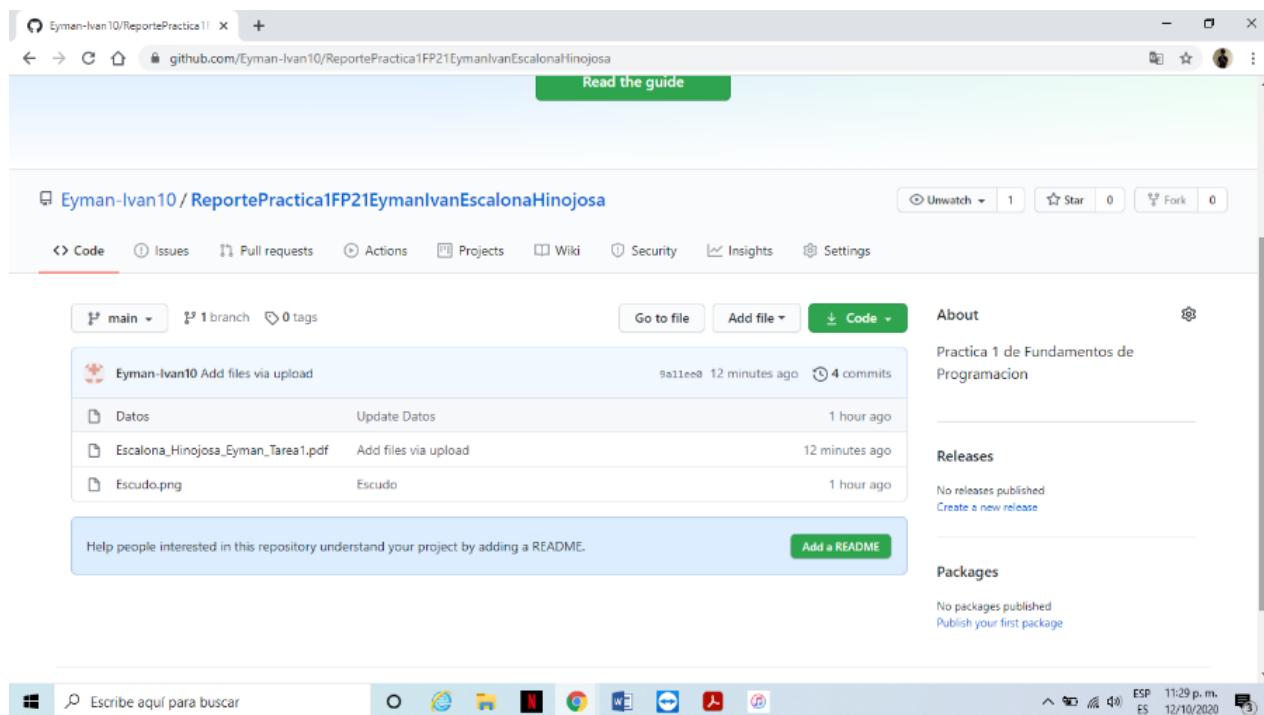 Eyman-Ivan10/ReportePractica1F
github.com/Eyman-Ivan10/ReportePractica1FP21EymanIvanEscalonaHinojosa
Read the guide
Eyman-Ivan10 / ReportePractica1FP21EymanIvanEscalonaHinojosa
Unwatch 1 Star 0 Fork 0
Code Issues Pull requests Actions Projects Wiki Security Insights Settings
main 1 branch 0 tags Go to file Add file Code
Eyman-Ivan10 Add files via upload 9a11ee0 12 minutes ago 4 commits
Datos Update Datos 1 hour ago
Escalona_Hinojosa_Eyman_Tarea1.pdf Add files via upload 12 minutes ago
Escudo.png Escudo 1 hour ago
Help people interested in this repository understand your project by adding a README. Add a README
About
Practica 1 de Fundamentos de
Programacion
Releases
No releases published
Create a new release
Packages
No packages published
Publish your first package
Escribe aquí para buscar
ESP 11:29 p. m.
ES 12/10/2020
3